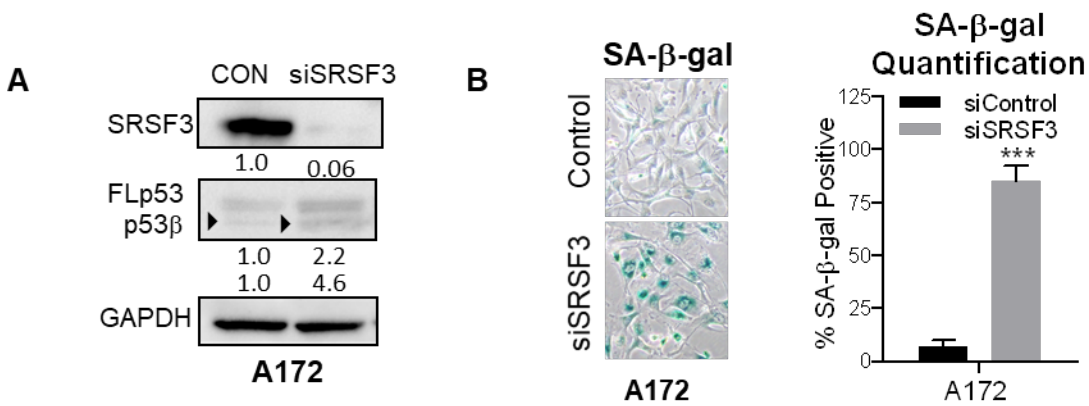 A
CON siSRSF3
SRSF3
1.0 0.06
FLp53
p53β
1.0 2.2
1.0 4.6
GAPDH
A172
B
SA-β-gal
Control
siSRSF3
A172
SA-β-gal
Quantification
siControl
siSRSF3
***
% SA-β-gal Positive
125
100
75
50
25
0
A172